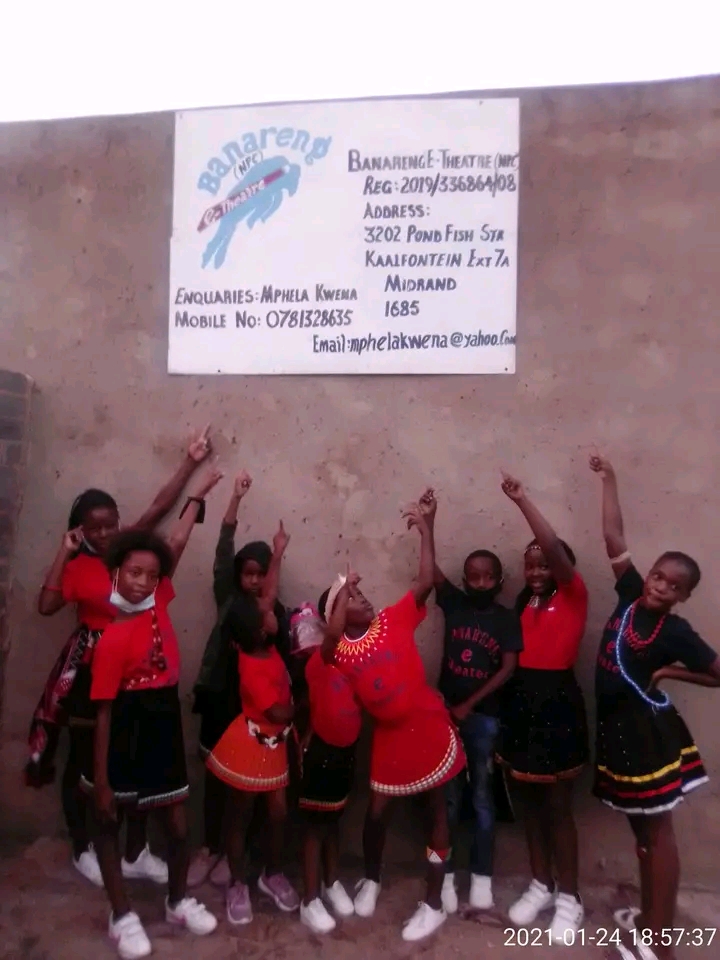 Banareng
(NPC)
e-Theatre
BANARENG E-THEATRE (NPC)
REG: 2019/336864/08
ADDRESS:
3202 POND FISH STR
KAALFONTEIN EXT 7A
MIDRAND
1685
ENQUARIES: MPHELA KWENA
MOBILE NO: 0781328635
Email: mphelakwena@yahoo.Com
e
e
e
2021-01-24 18:57:37